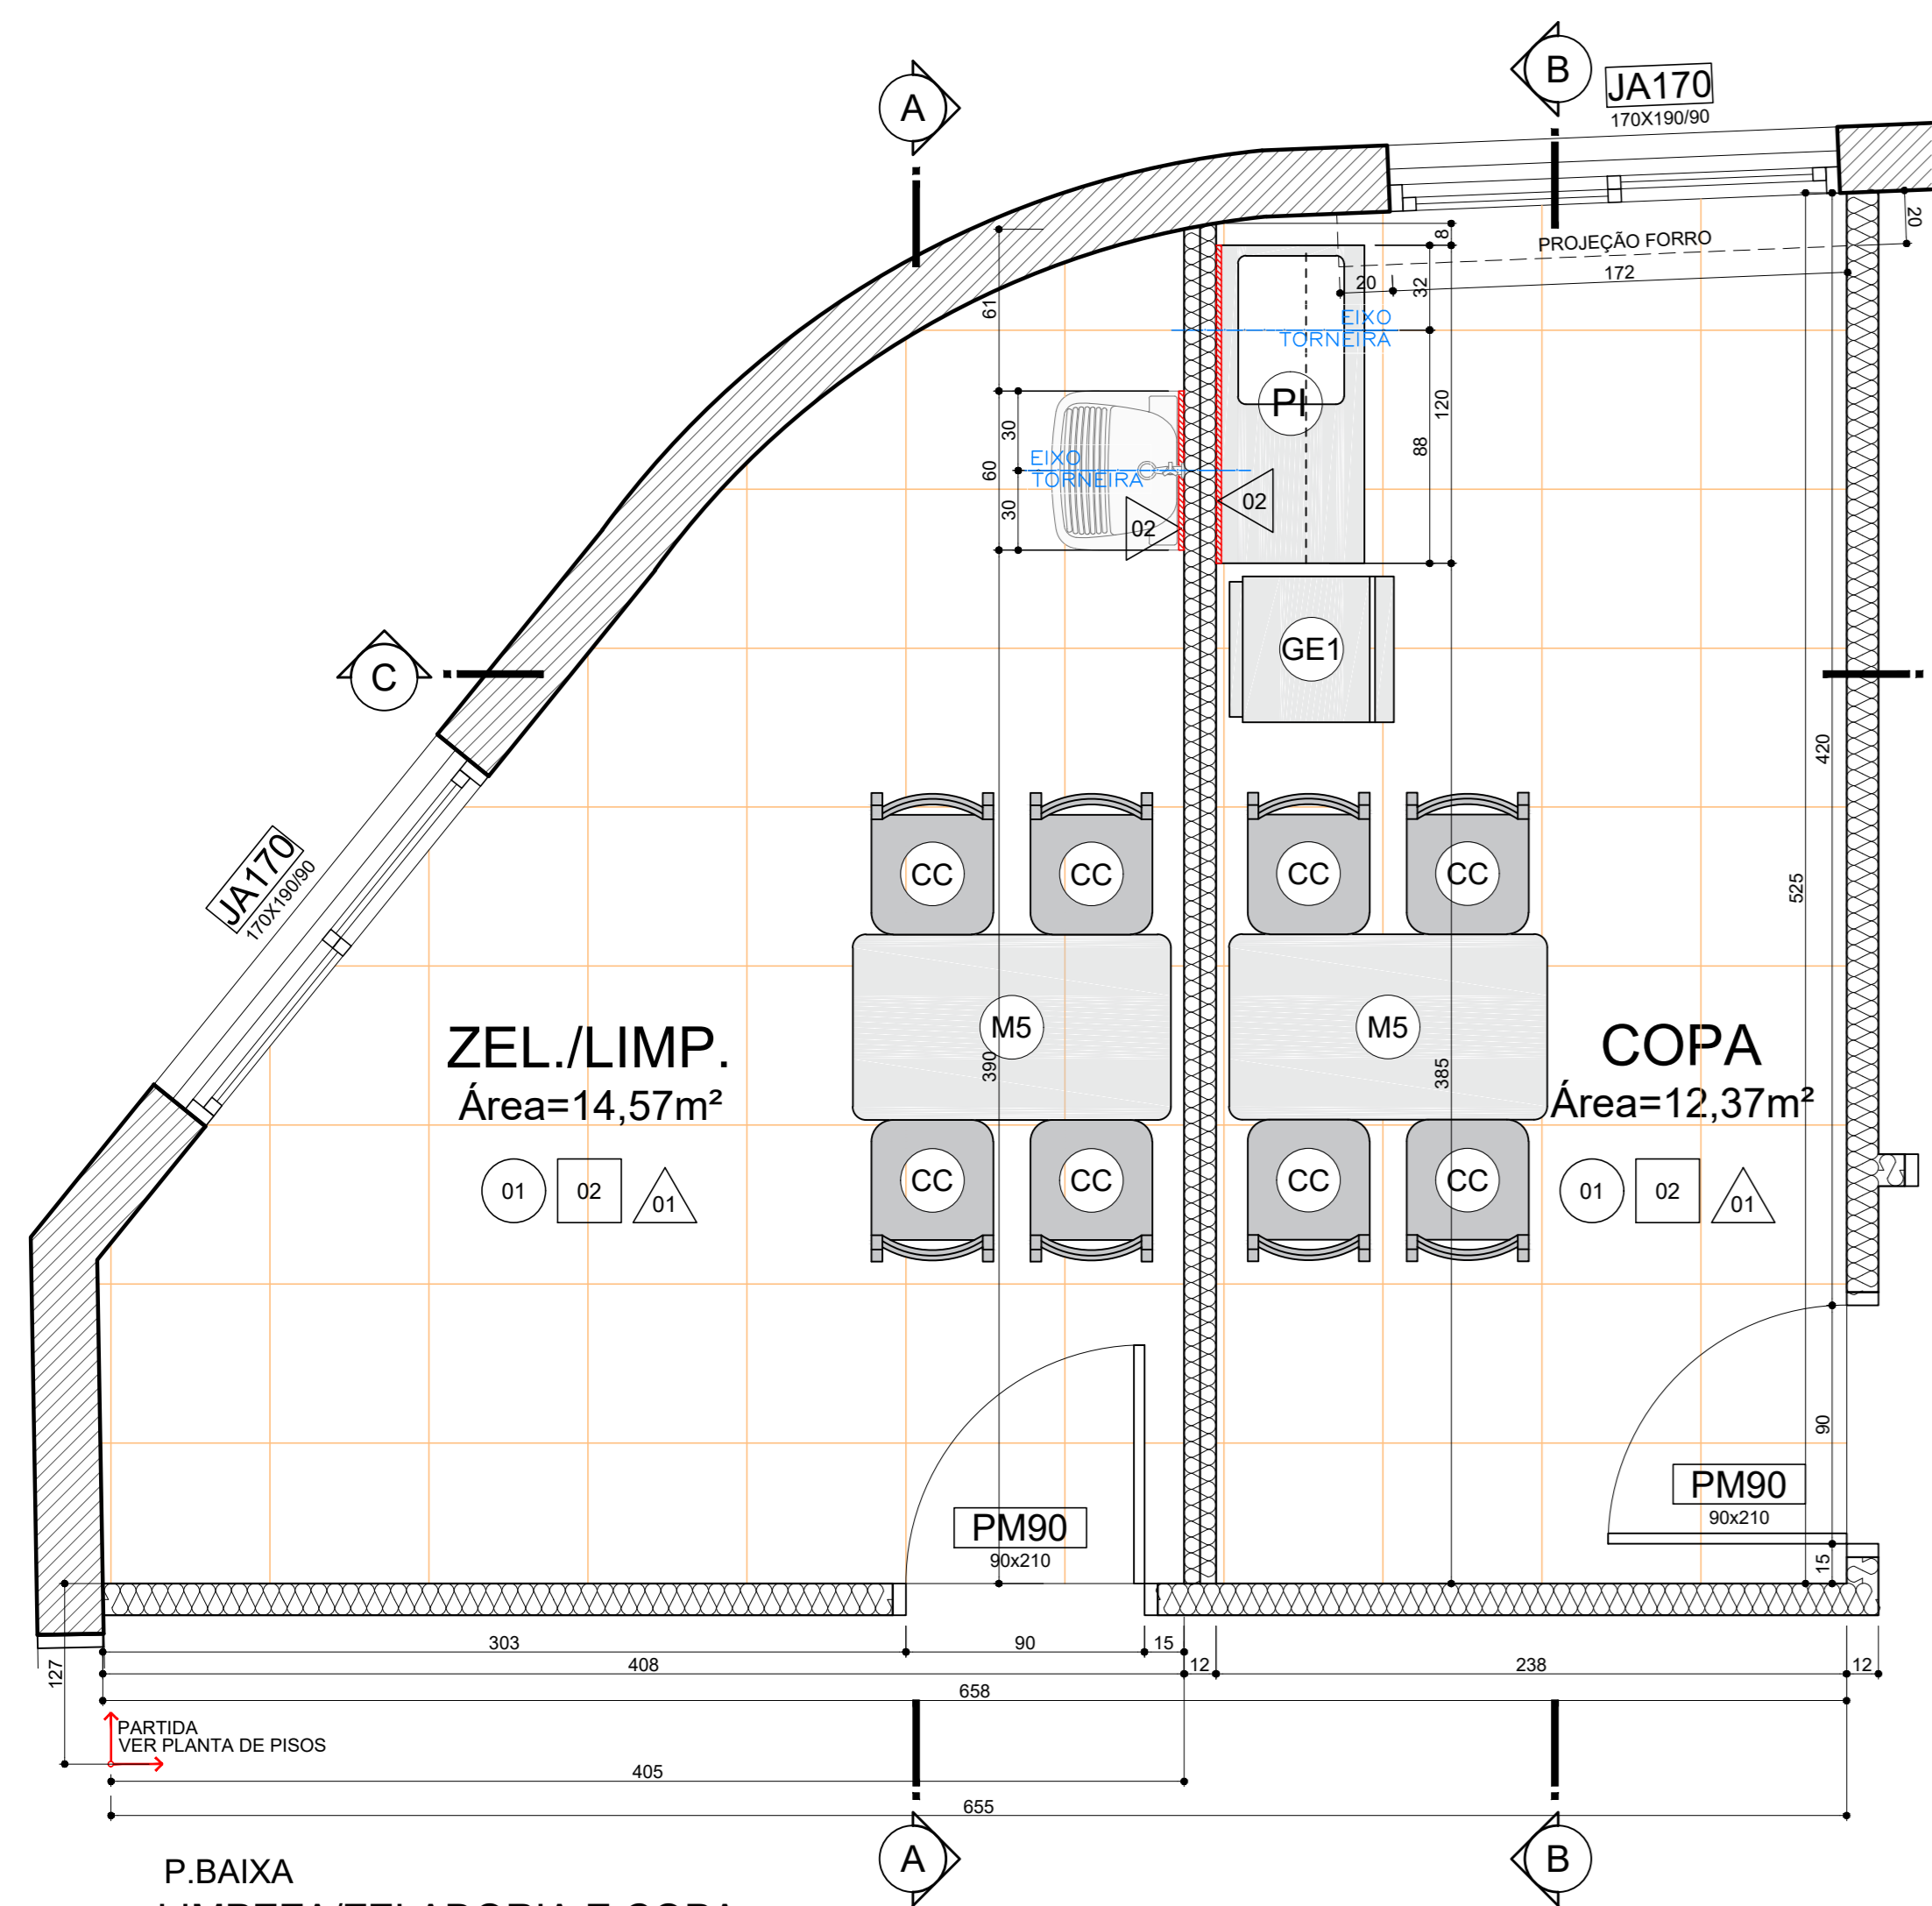 A
B
JA170
170X190/90
20
8
PROJEÇÃO FORRO
172
20
32
61
EIXO
TORNEIRA
PI
120
30
88
EIXO
TORNEIRA
60
02
30
02
C
GE1
420
JA170
170X190/90
CC
CC
CC
CC
525
M5
M5
ZEL./LIMP.
Área=14,57m²
COPA
Área=12,37m²
390
385
CC
CC
CC
CC
01
02
01
01
02
01
90
PM90
90x210
PM90
90x210
15
303
90
15
408
12
238
12
127
658
PARTIDA
VER PLANTA DE PISOS
405
655
A
B
P.BAIXA
LIMPEZA/ZELADORIA E COPA